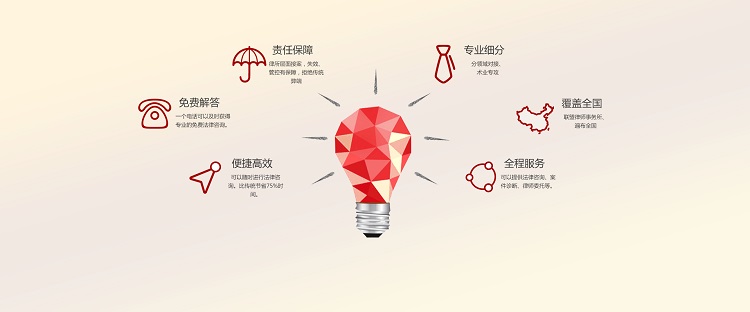 责任保障
律所层面接案，失效、
管控有保障，拒绝传统
弊端
专业细分
分领域对接，
术业专攻
免费解答
一个电话可以及时获得
专业的免费法律咨询。
覆盖全国
联盟律师事务所，
遍布全国
便捷高效
可以随时进行法律咨
询。比传统节省75%时
间。
全程服务
可以提供法律咨询、案
件诊断、律师委托等。